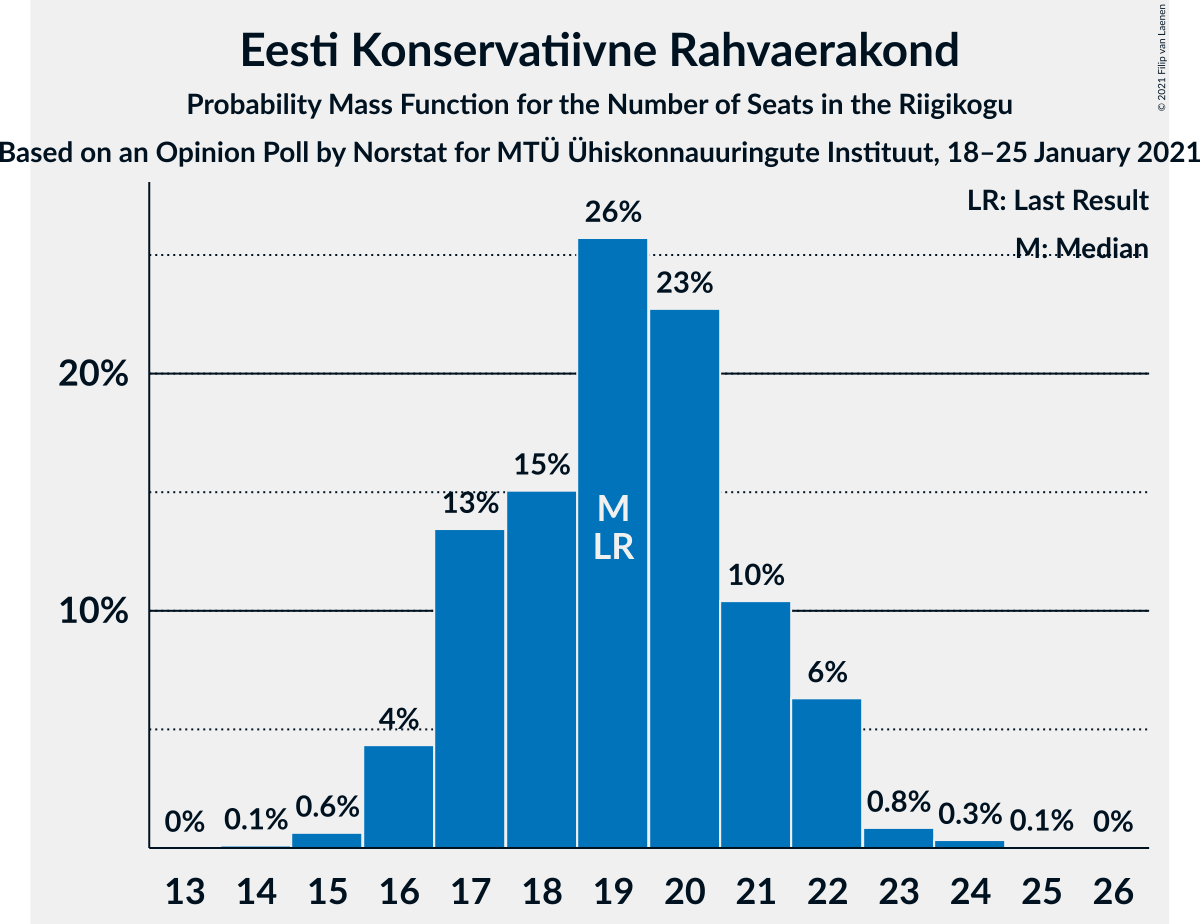 Eesti Konservatiivne Rahvaerakond
Probability Mass Function for the Number of Seats in the Riigikogu
Based on an Opinion Poll by Norstat for MTÜ Ühiskonnauuringute Instituut, 18–25 January 2021
© 2021 Filip van Laenen
LR: Last Result
M: Median
26%
23%
20%
15%
13%
M
LR
10%
10%
6%
4%
0% 0.1% 0.6% 0.8% 0.3% 0.1% 0%
13 14 15 16 17 18 19 20 21 22 23 24 25 26